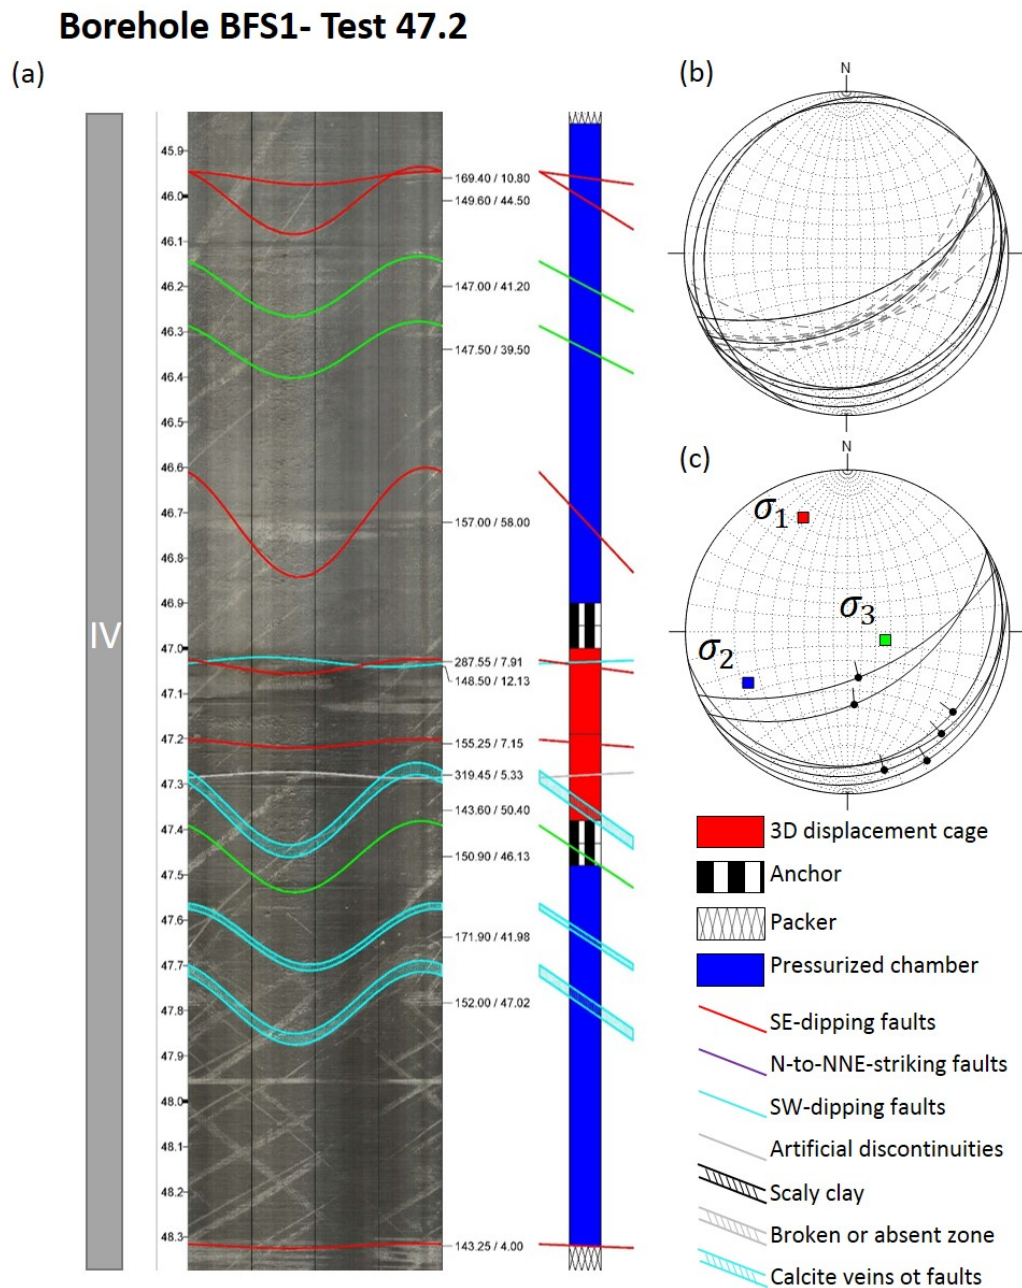 Borehole BFS1- Test 47.2
(a)
(b)
N
45.9
46.0
46.1
46.2
46.3
46.4
46.5
46.6
46.7
46.8
46.9
47.0
47.1
47.2
47.3
47.4
47.5
47.6
47.7
47.8
47.9
48.0
48.1
48.2
48.3
IV
169.40 / 10.80
149.60 / 44.50
147.00 / 41.20
147.50 / 39.50
157.00 / 58.00
287.55 / 7.91
148.50 / 12.13
155.25 / 7.15
319.45 / 5.33
143.60 / 50.40
150.90 / 46.13
171.90 / 41.98
152.00 / 47.02
143.25 / 4.00
(c)
N
σ1
σ3
σ2
3D displacement cage
Anchor
Packer
Pressurized chamber
SE-dipping faults
N-to-NNE-striking faults
SW-dipping faults
Artificial discontinuities
Scaly clay
Broken or absent zone
Calcite veins ot faults